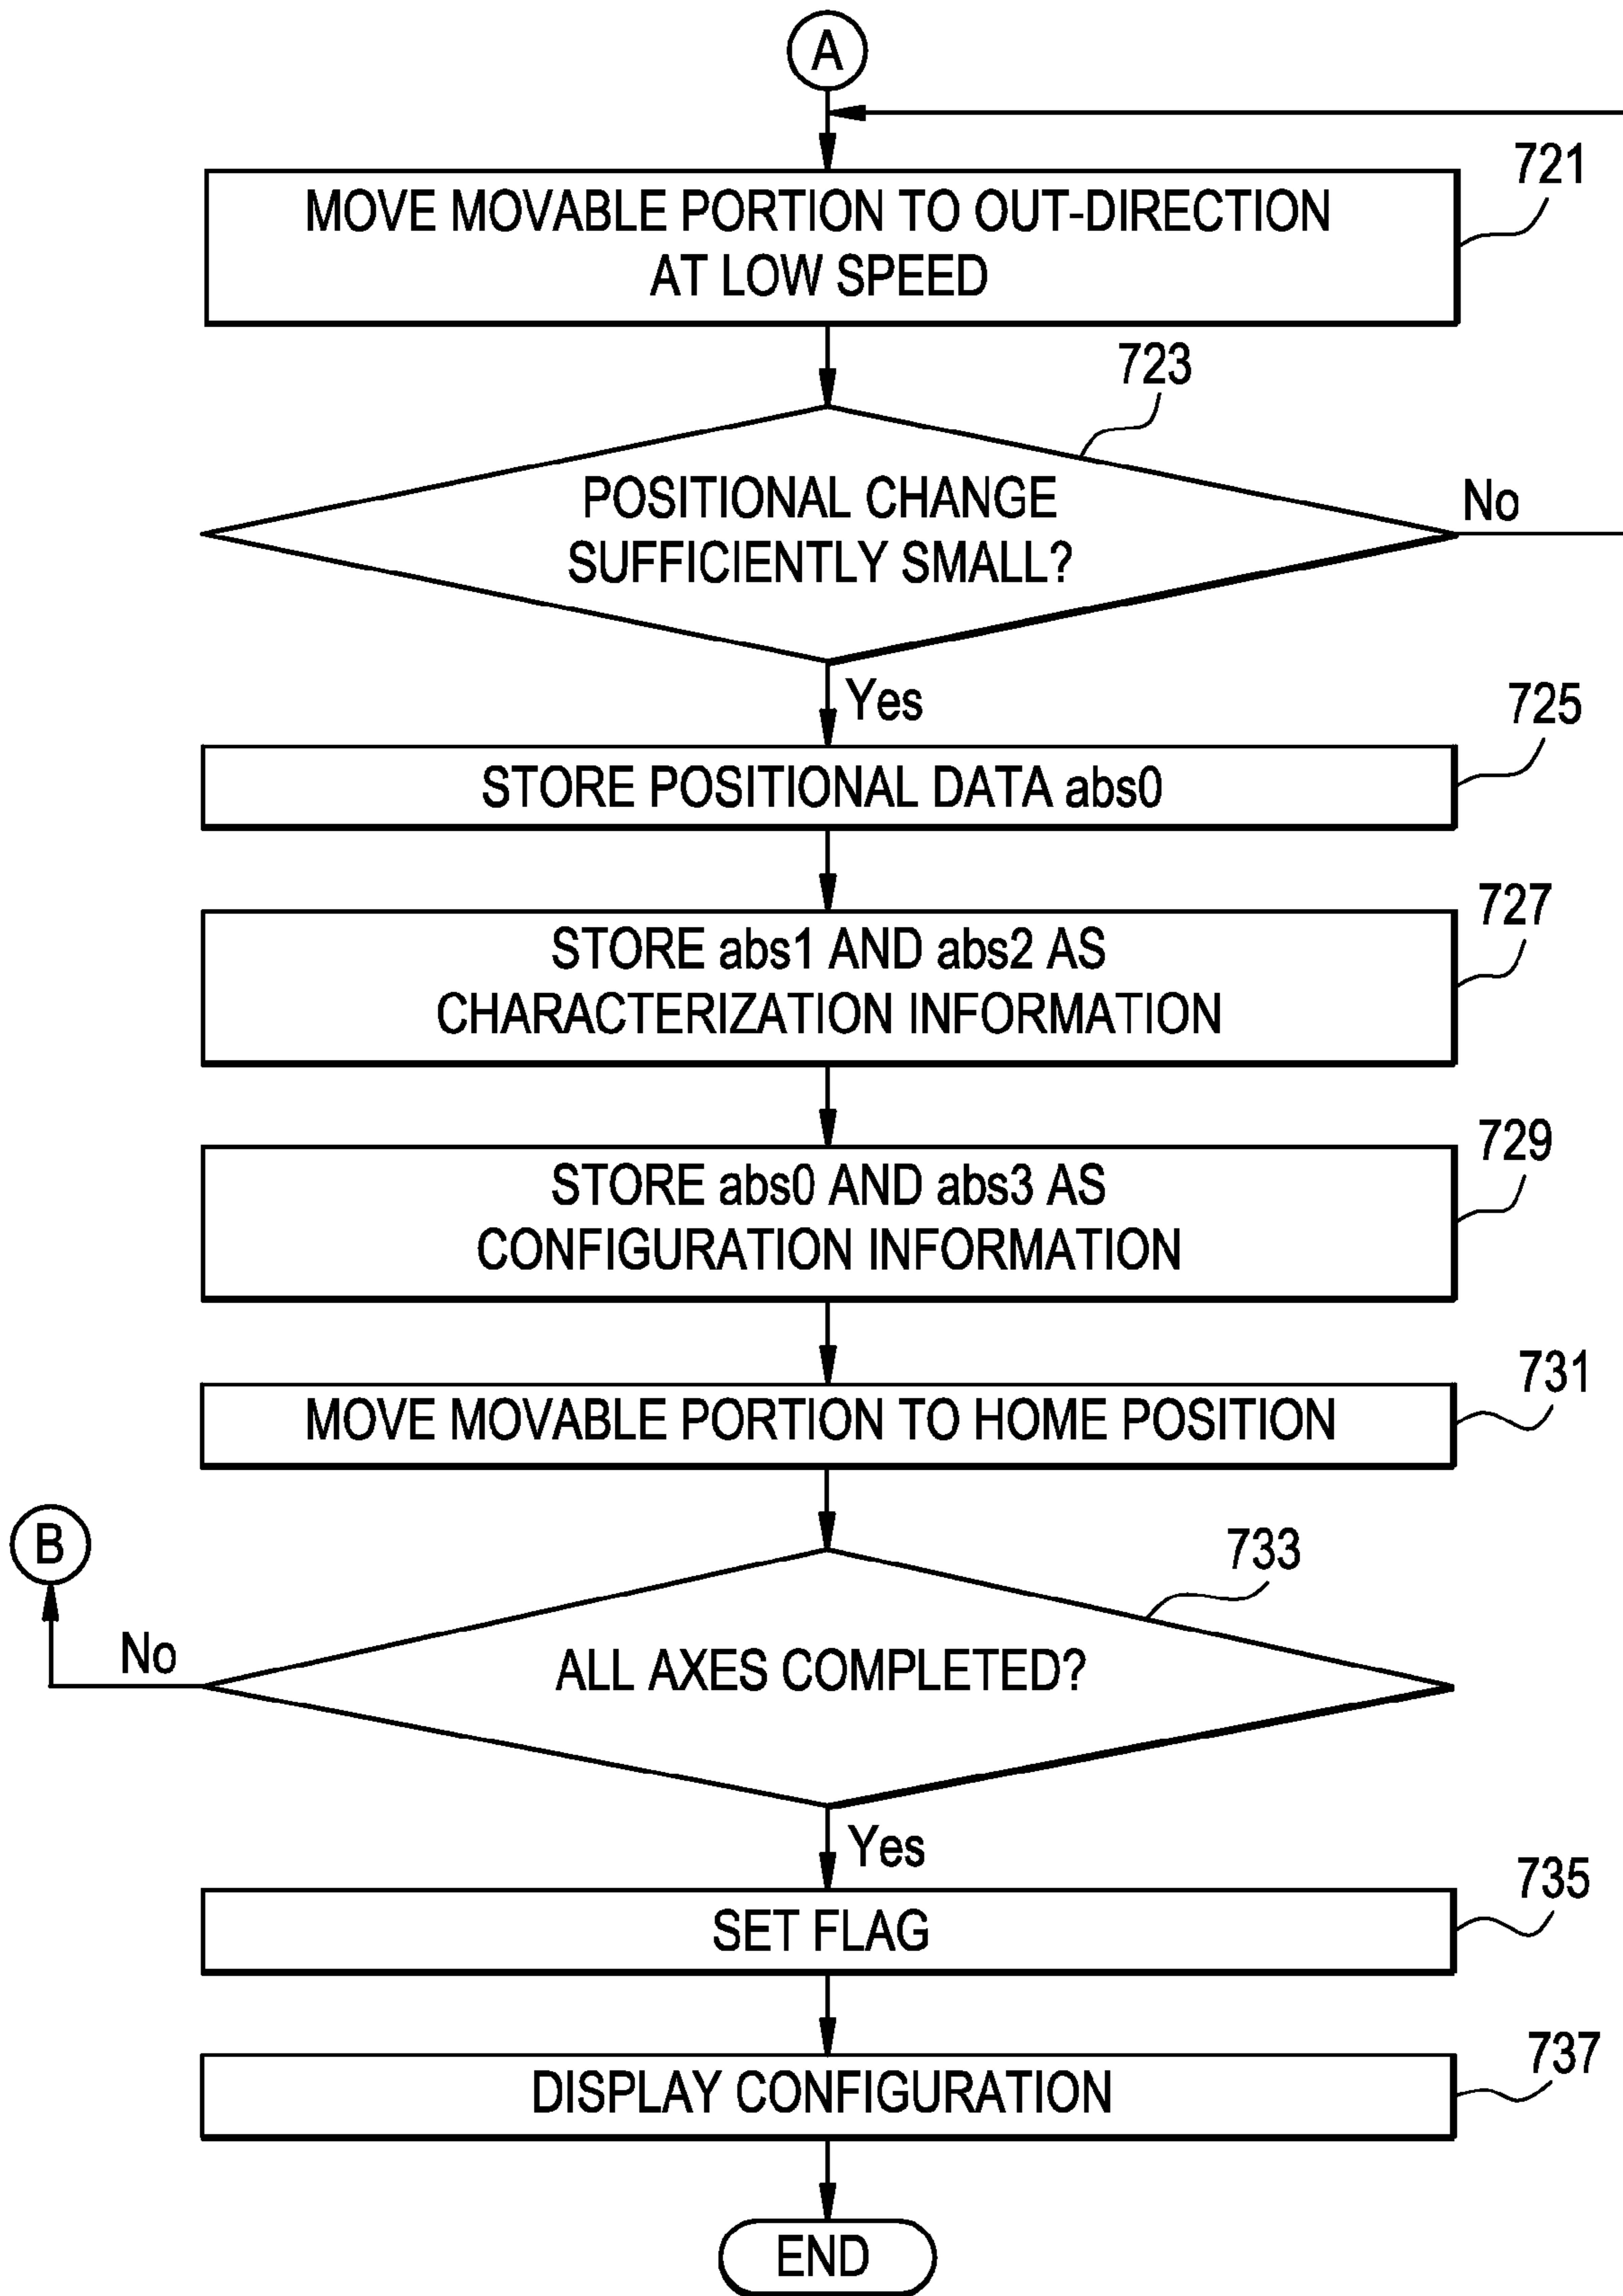 A
721
MOVE MOVABLE PORTION TO OUT-DIRECTION
AT LOW SPEED
723
POSITIONAL CHANGE
SUFFICIENTLY SMALL?
No
Yes
725
STORE POSITIONAL DATA abs0
727
STORE abs1 AND abs2 AS
CHARACTERIZATION INFORMATION
729
STORE abs0 AND abs3 AS
CONFIGURATION INFORMATION
731
MOVE MOVABLE PORTION TO HOME POSITION
B
733
No
ALL AXES COMPLETED?
Yes
735
SET FLAG
737
DISPLAY CONFIGURATION
END